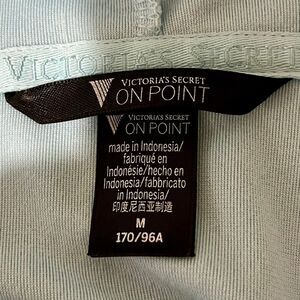 VICTORIA'S SECRET
VICTORIA'S SECRET
ON POINT
VICTORIA'S SECRET
ON POINT
made in Indonesia/
fabriqué en
Indonésie/hecho en
Indonesia/fabbricato
in Indonesia/
印度尼西亚制造
M
170/96A